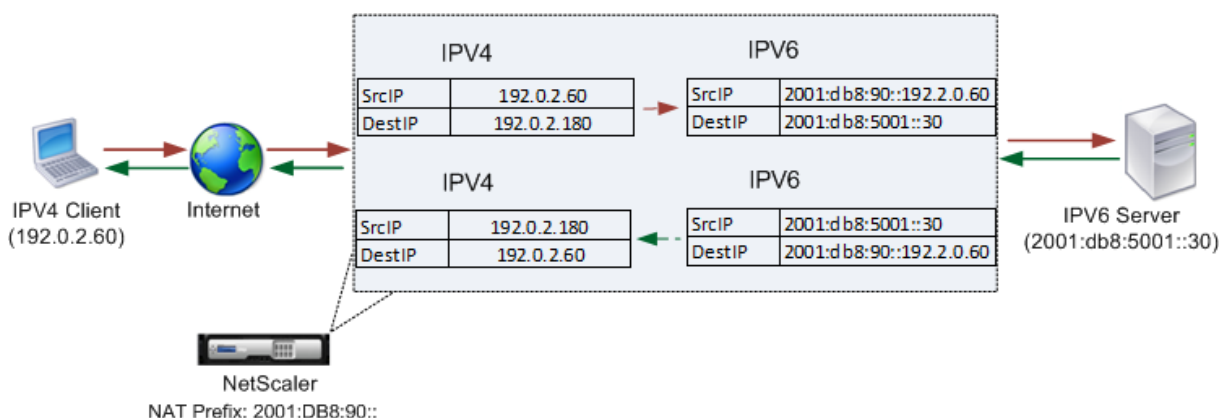 IPV4 IPV6
SrcIP 192.0.2.60 SrcIP 2001:db8:90::192.2.0.60
DestIP 192.0.2.180 DestIP 2001:db8:5001::30
IPV4 IPV6
SrcIP 192.0.2.180 SrcIP 2001:db8:5001::30
DestIP 192.0.2.60 DestIP 2001:db8:90::192.2.0.60
IPV4 Client
(192.0.2.60)
Internet
IPV6 Server
(2001:db8:5001::30)
NetScaler
NAT Prefix: 2001:DB8:90::